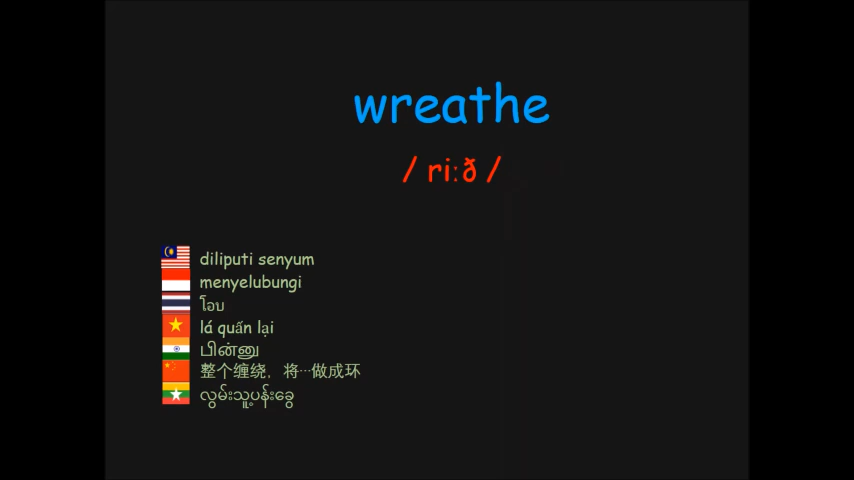 wreathe
/ riːð /
diliputi senyum
menyelubungi
โอบ
lá quấn lại
பின்னு
整个缠绕，将…做成环
လွမ်းသူ့ပန်းခွေ